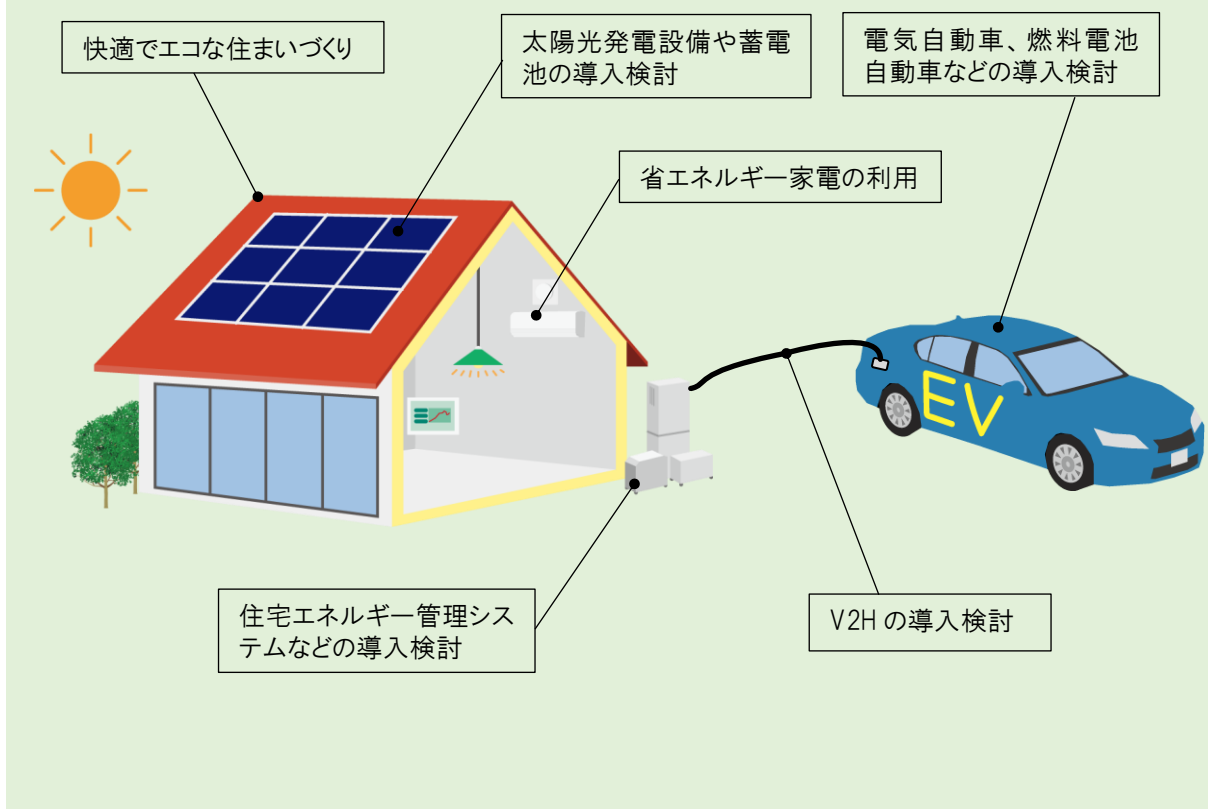 快適でエコな住まいづくり
太陽光発電設備や蓄電
池の導入検討
電気自動車、燃料電池
自動車などの導入検討
省エネルギー家電の利用
EV
住宅エネルギー管理シス
テムなどの導入検討
V2Hの導入検討